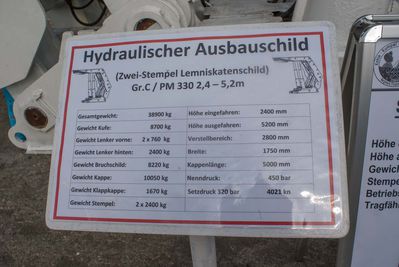 Hydraulischer Ausbauschild
(Zwei-Stempel Lemniskatenschild)
Gr.C / PM 330 2,4 – 5,2m
Gesamtgewicht: 38900 kg Höhe eingefahren: 2400 mm
Gewicht Kufe: 8700 kg Höhe ausgefahren: 5200 mm
Gewicht Lenker vorne: 2 x 760 kg Verstellbereich: 2800 mm
Gewicht Lenker hinten: 2400 kg Breite: 1750 mm
Gewicht Bruchschild: 8220 kg Kappenlänge: 5000 mm
Gewicht Kappe: 10050 kg Nenndruck: 450 bar
Gewicht Klappkappe: 1670 kg Setzdruck 320 bar 4021 kn
Gewicht Stempel: 2 x 2400 kg
S
Höhe
Höhe a
Gewicht
Stempe
Betriebs
Tragfäh